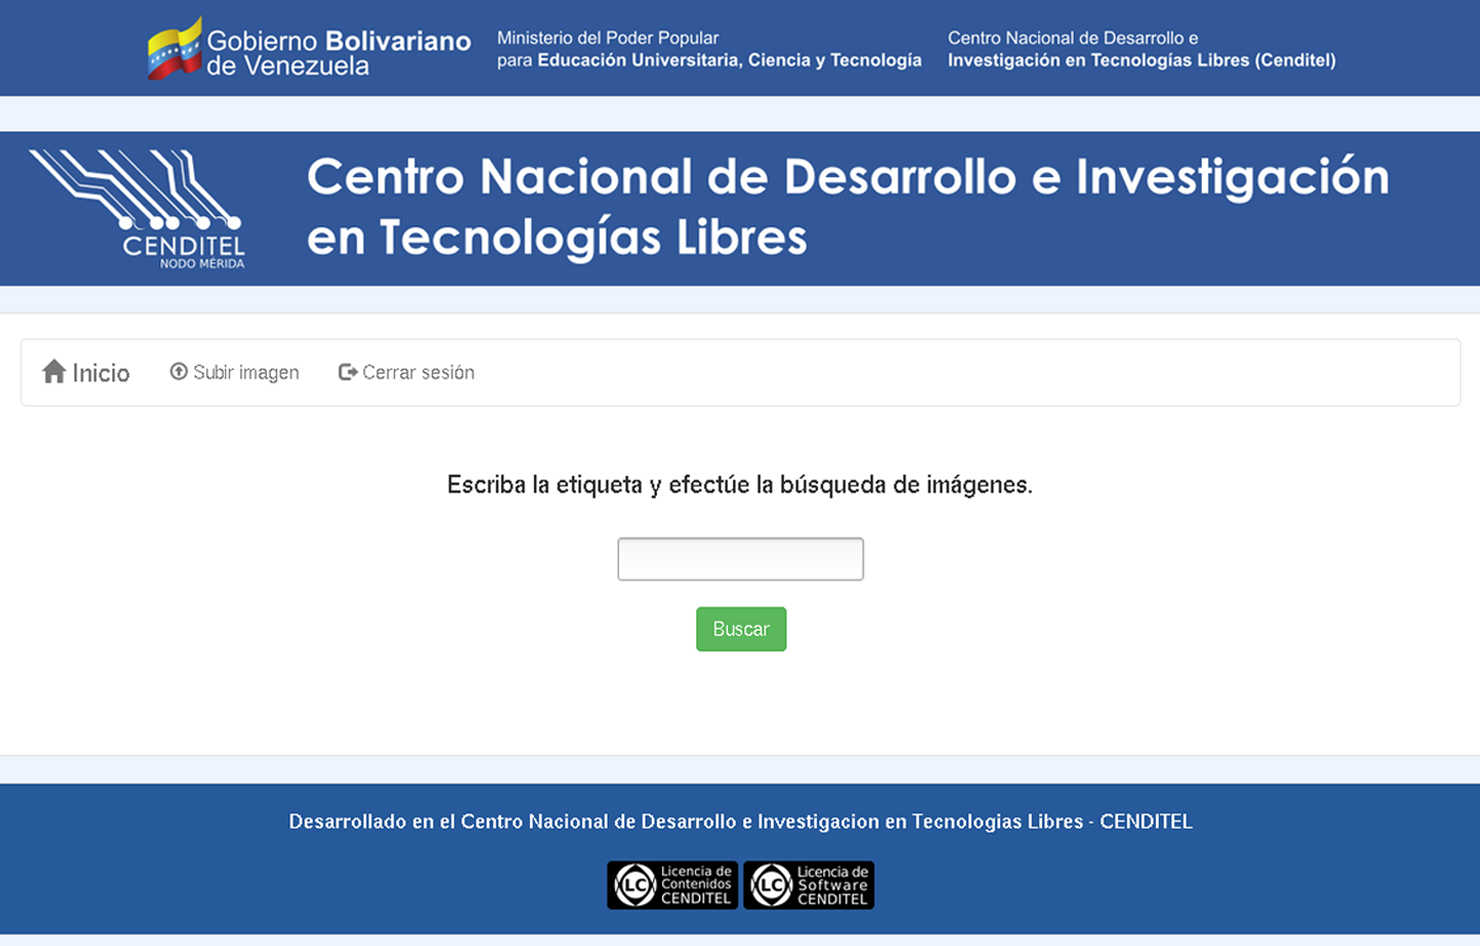 Gobierno Bolivariano
de Venezuela
Ministerio del Poder Popular
para Educación Universitaria, Ciencia y Tecnología
Centro Nacional de Desarrollo e
Investigación en Tecnologías Libres (Cenditel)
CENDITEL
NODO MÉRIDA
Centro Nacional de Desarrollo e Investigación
en Tecnologías Libres
Inicio
Subir imagen
Cerrar sesión
Escriba la etiqueta y efectúe la búsqueda de imágenes.
Buscar
Desarrollado en el Centro Nacional de Desarrollo e Investigacion en Tecnologias Libres - CENDITEL
LC
Licencia de
Contenidos
CENDITEL
LC
Licencia de
Software
CENDITEL